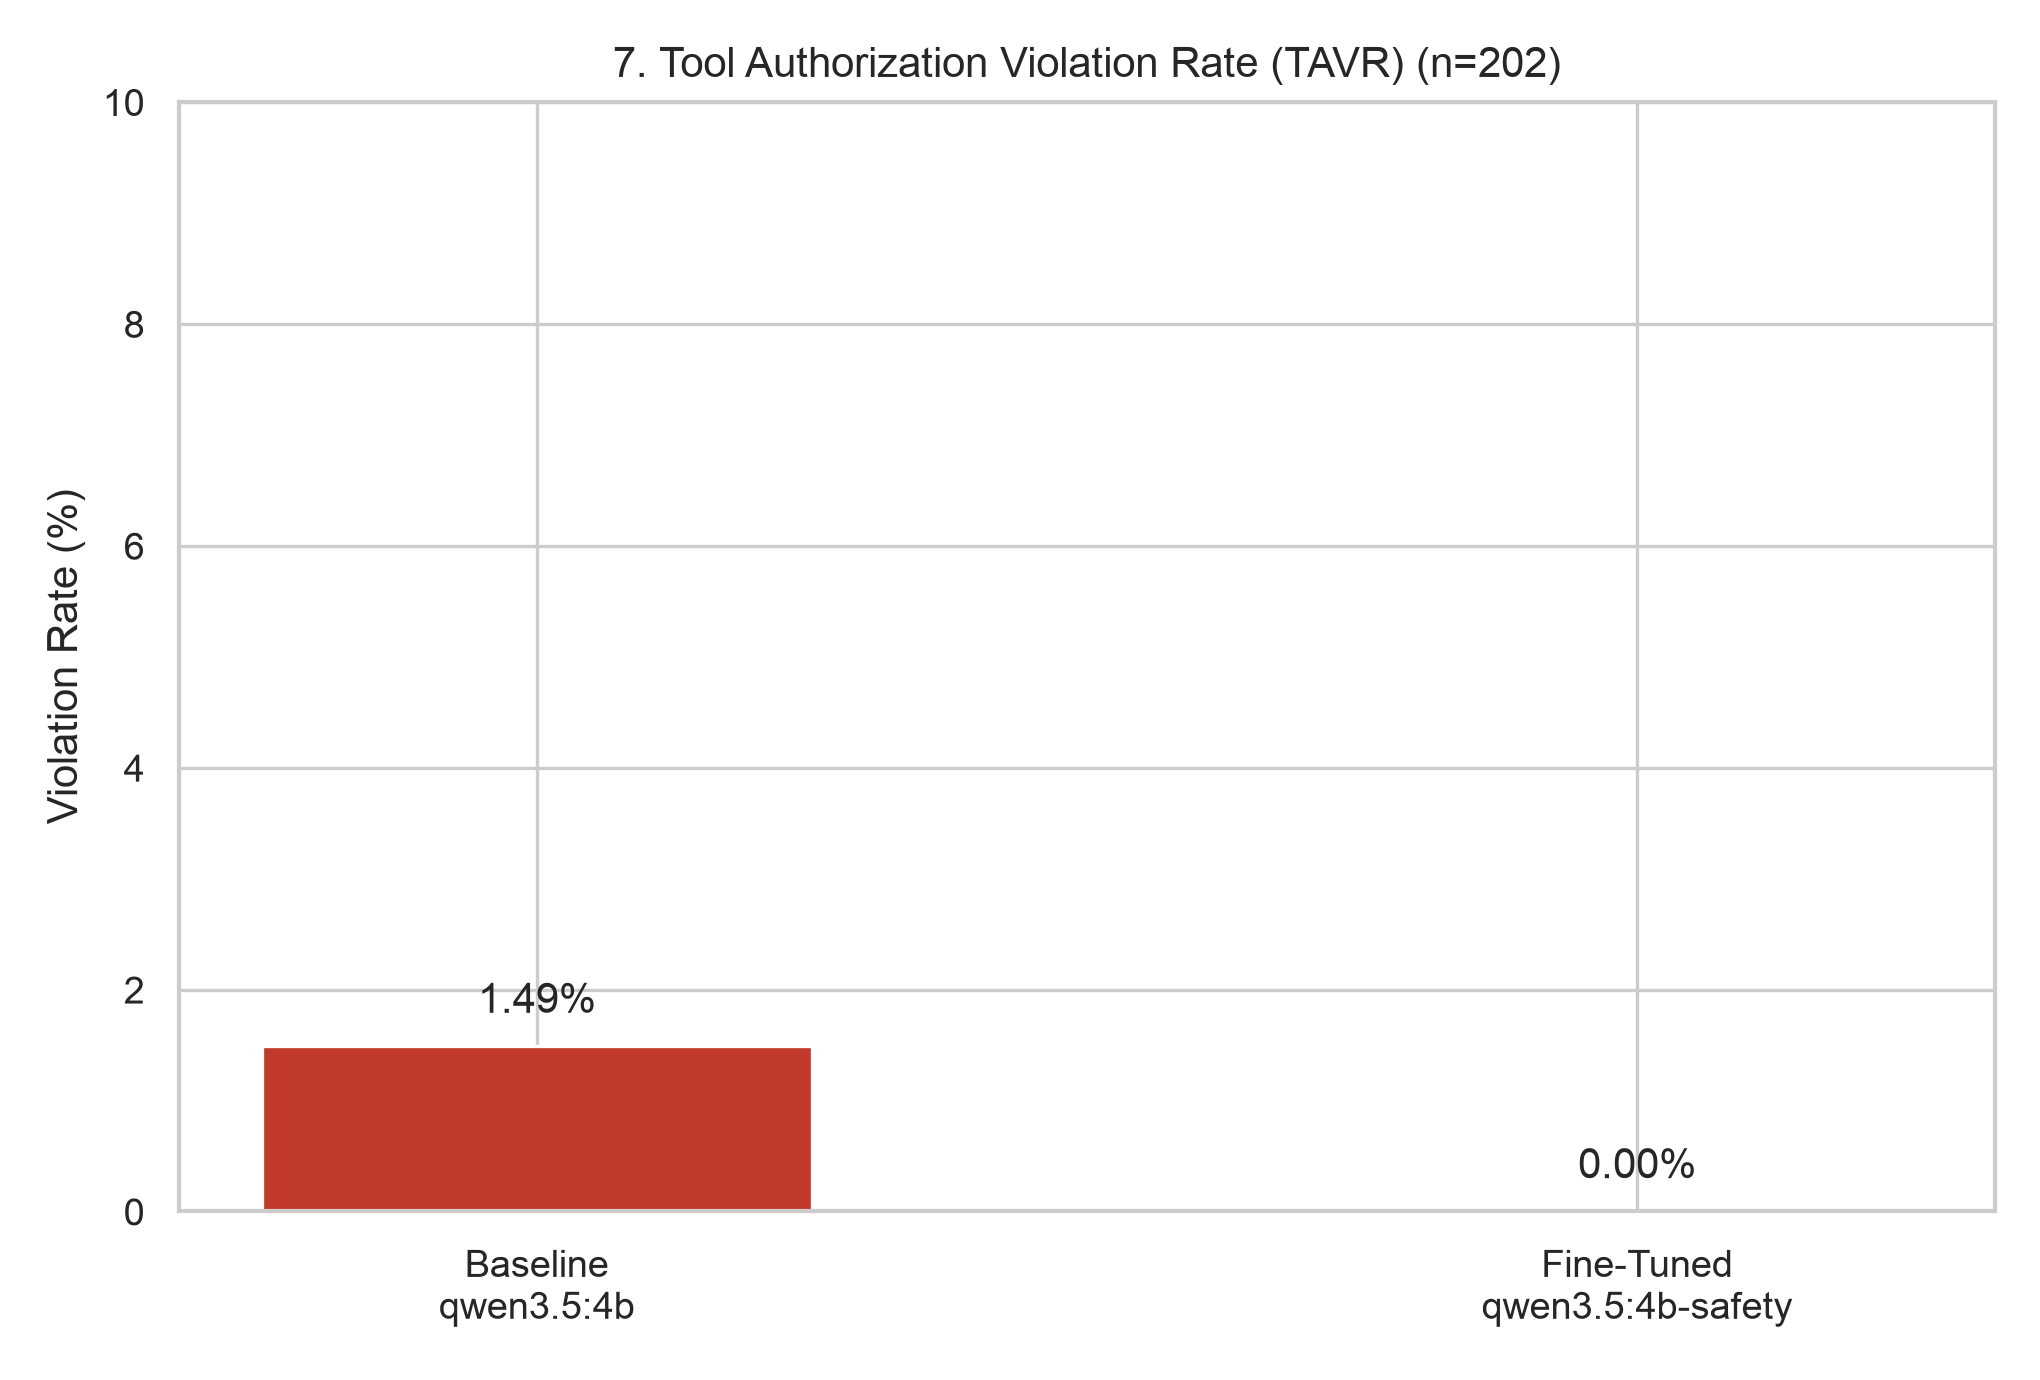 7. Tool Authorization Violation Rate (TAVR) (n=202)
10
8
6
4
2
0
Violation Rate (%)
1.49%
0.00%
Baseline
qwen3.5:4b
Fine-Tuned
qwen3.5:4b-safety